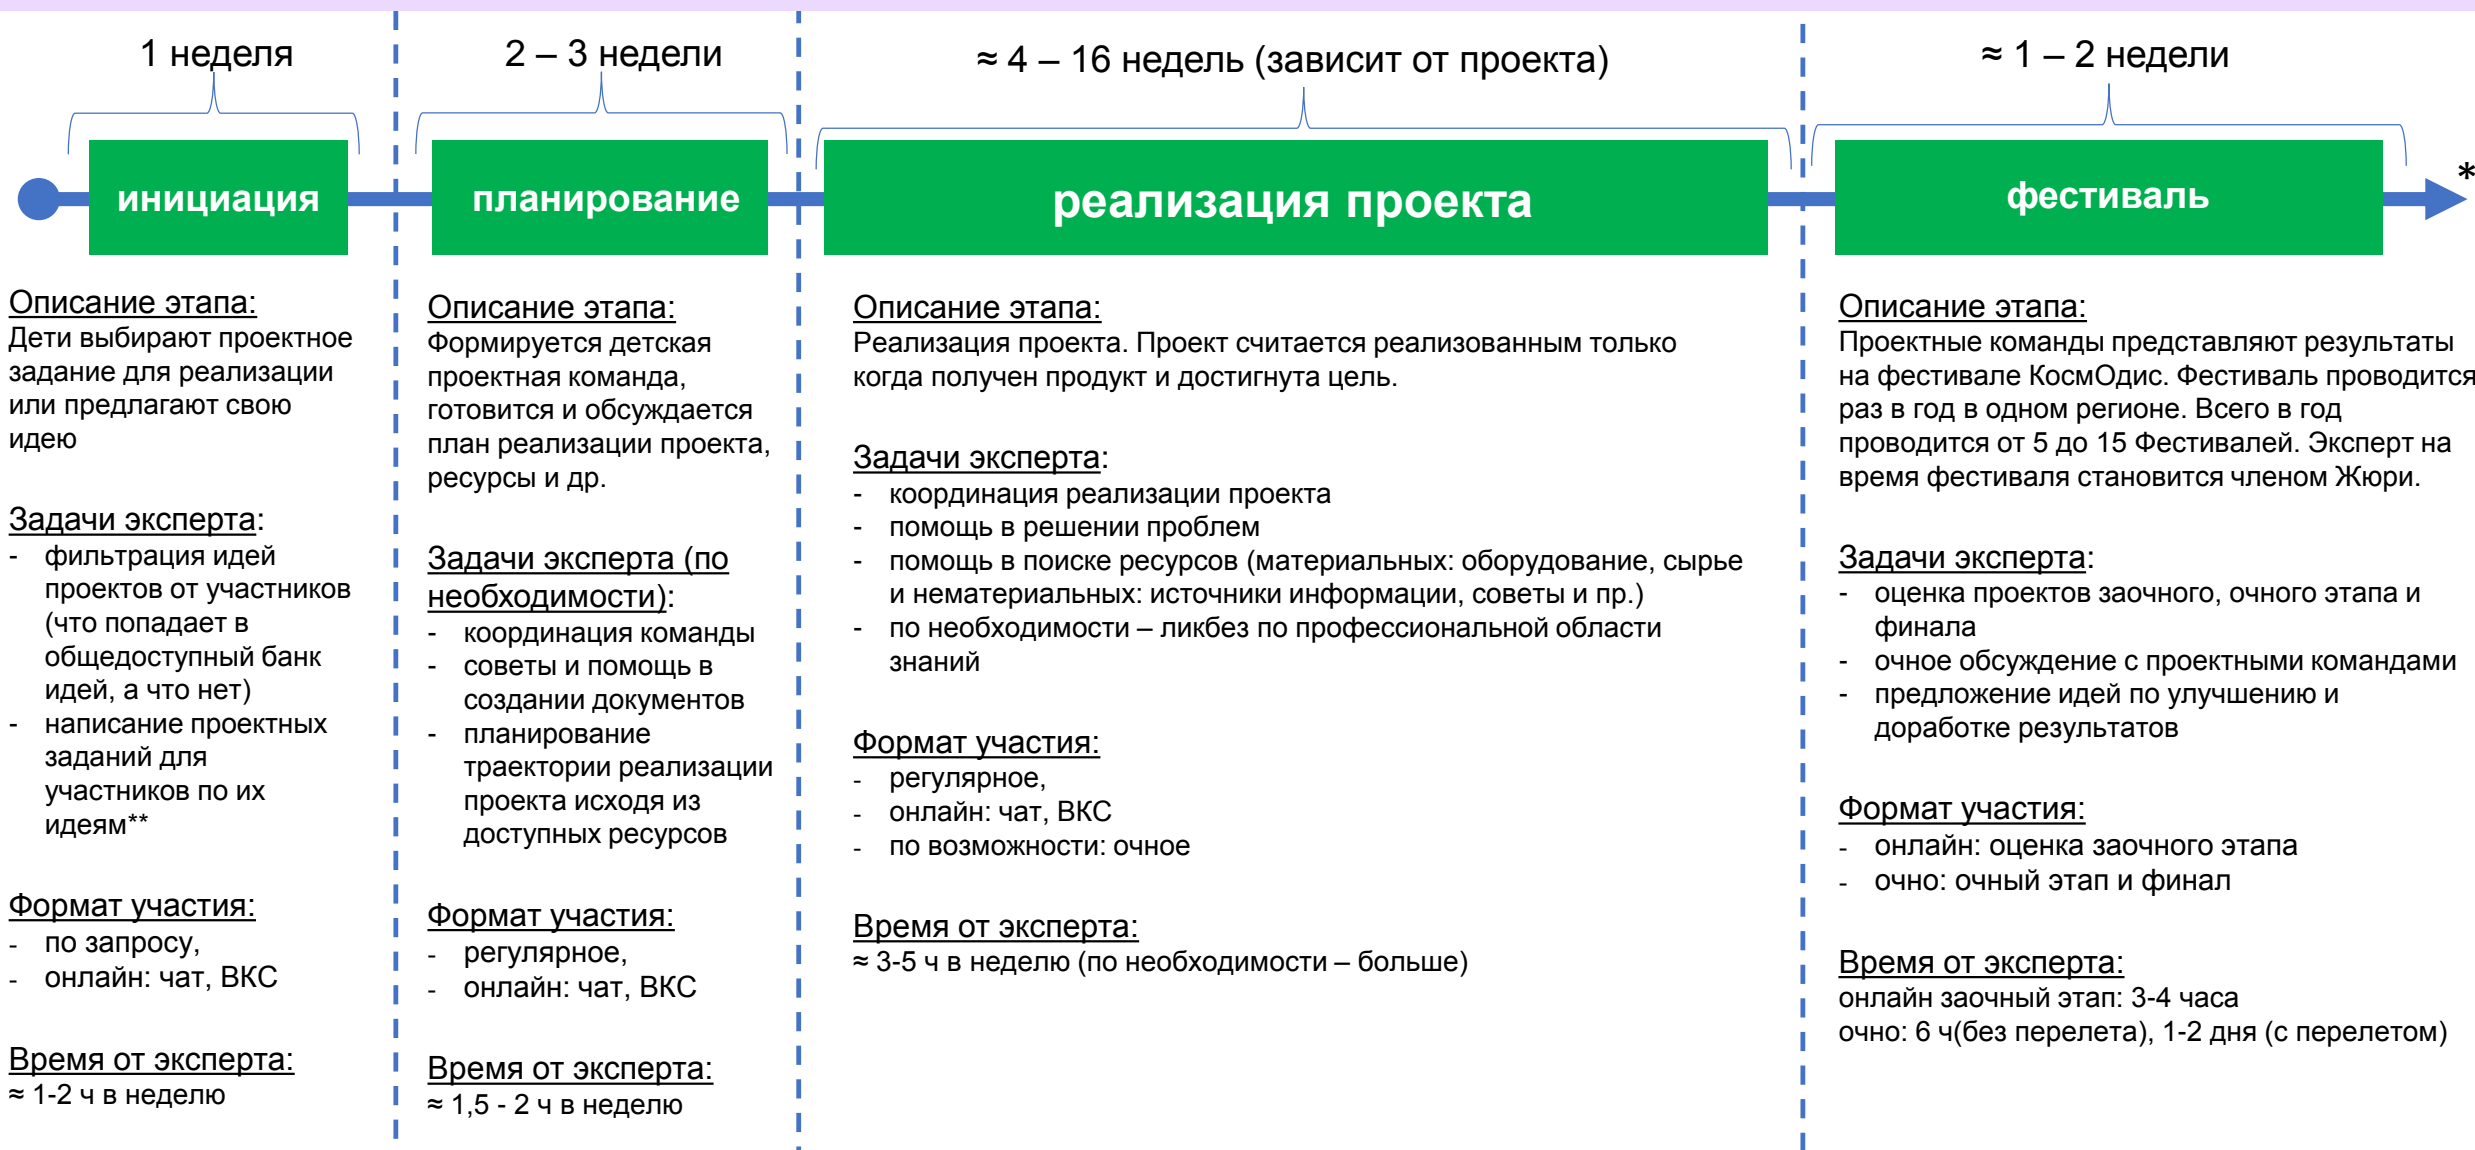 1 неделя
2 – 3 недели
≈ 4 – 16 недель (зависит от проекта)
≈ 1 – 2 недели
инициация
планирование
реализация проекта
фестиваль
*
Описание этапа:
Дети выбирают проектное
задание для реализации
или предлагают свою
идею
Задачи эксперта:
- фильтрация идей
проектов от участников
(что попадает в
общедоступный банк
идей, а что нет)
- написание проектных
заданий для
участников по их
идеям**
Формат участия:
- по запросу,
- онлайн: чат, ВКС
Время от эксперта:
≈ 1-2 ч в неделю
Описание этапа:
Формируется детская
проектная команда,
готовится и обсуждается
план реализации проекта,
ресурсы и др.
Задачи эксперта (по
необходимости):
- координация команды
- советы и помощь в
создании документов
- планирование
траектории реализации
проекта исходя из
доступных ресурсов
Формат участия:
- регулярное,
- онлайн: чат, ВКС
Время от эксперта:
≈ 1,5 - 2 ч в неделю
Описание этапа:
Реализация проекта. Проект считается реализованным только
когда получен продукт и достигнута цель.
Задачи эксперта:
- координация реализации проекта
- помощь в решении проблем
- помощь в поиске ресурсов (материальных: оборудование, сырье
и нематериальных: источники информации, советы и пр.)
- по необходимости – ликбез по профессиональной области
знаний
Формат участия:
- регулярное,
- онлайн: чат, ВКС
- по возможности: очное
Время от эксперта:
≈ 3-5 ч в неделю (по необходимости – больше)
Описание этапа:
Проектные команды представляют результаты
на фестивале КосмОдис. Фестиваль проводится
раз в год в одном регионе. Всего в год
проводится от 5 до 15 Фестивалей. Эксперт на
время фестиваля становится членом Жюри.
Задачи эксперта:
- оценка проектов заочного, очного этапа и
финала
- очное обсуждение с проектными командами
- предложение идей по улучшению и
доработке результатов
Формат участия:
- онлайн: оценка заочного этапа
- очно: очный этап и финал
Время от эксперта:
онлайн заочный этап: 3-4 часа
очно: 6 ч(без перелета), 1-2 дня (с перелетом)